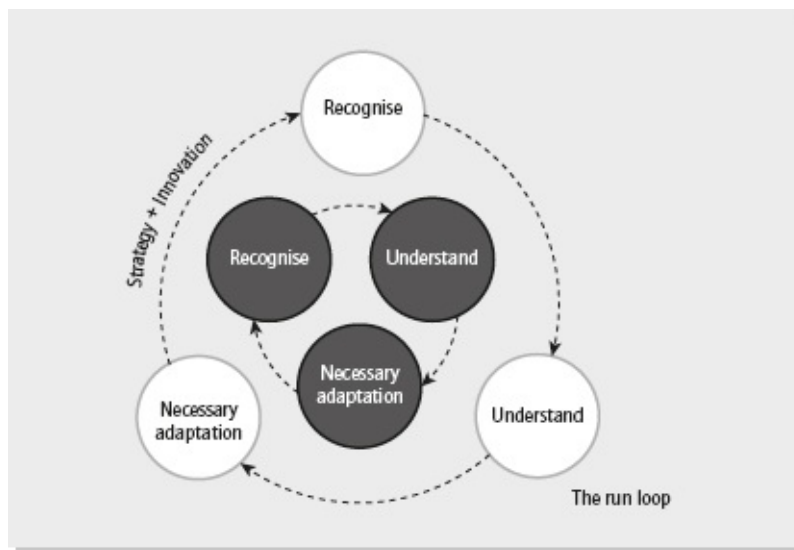 Recognise
Strategy + Innovation
Recognise
Understand
Necessary
adaptation
Necessary
adaptation
Understand
The run loop